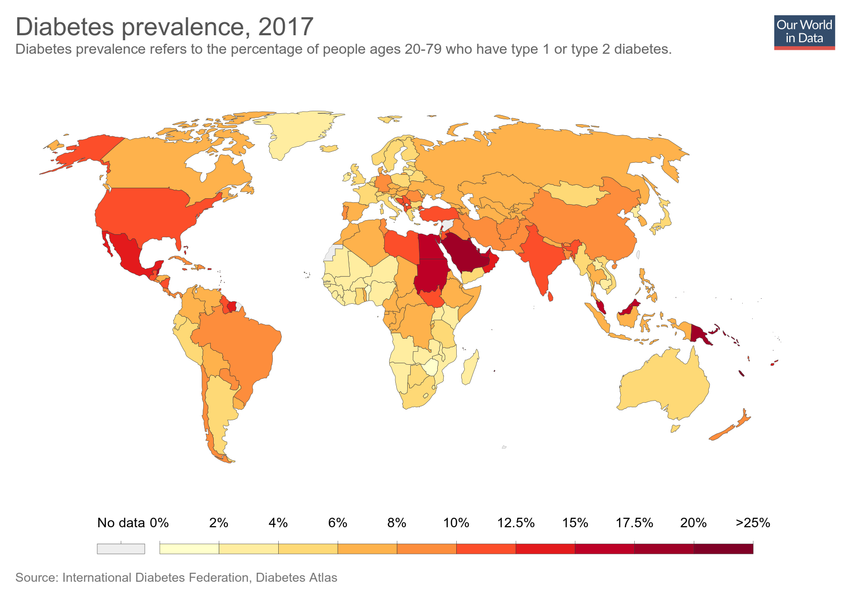 Diabetes prevalence, 2017
Our World
in Data
Diabetes prevalence refers to the percentage of people ages 20-79 who have type 1 or type 2 diabetes.
No data 0% 2% 4% 6% 8% 10% 12.5% 15% 17.5% 20% >25%
Source: International Diabetes Federation, Diabetes Atlas